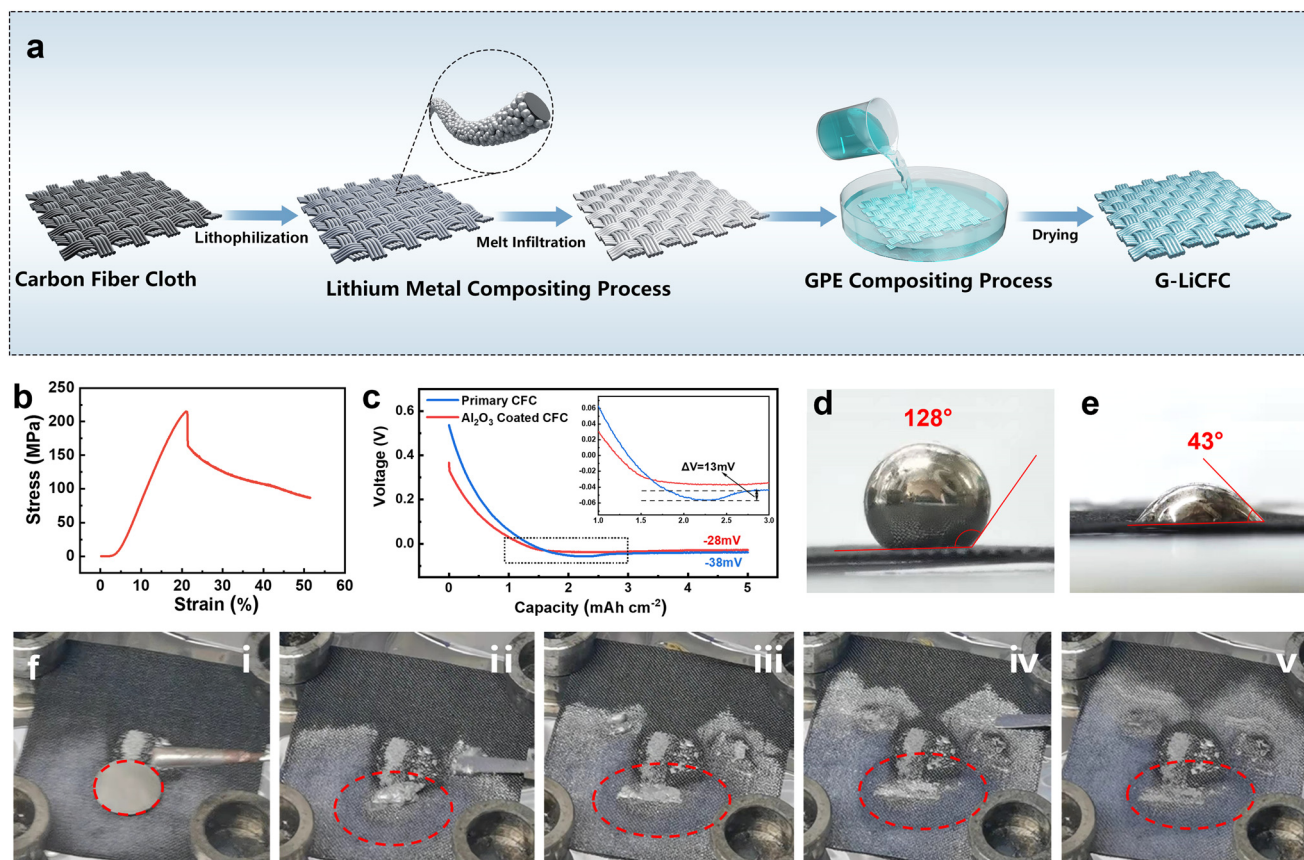 a
Lithophilization
Melt Infiltration
Drying
Carbon Fiber Cloth
Lithium Metal Compositing Process
GPE Compositing Process
G-LiCFC
b
250
200
150
100
50
0
Stress (MPa)
0 10 20 30 40 50 60
Strain (%)
c
Primary CFC
Al₂O₃ Coated CFC
0.6
0.4
0.2
0.0
Voltage (V)
0.06
0.04
0.02
0.00
-0.02
-0.04
-0.06
ΔV=13mV
1.0 1.5 2.0 2.5 3.0
-28mV
-38mV
0 1 2 3 4 5
Capacity (mAh cm⁻²)
d
128°
e
43°
f
i
ii
iii
iv
v